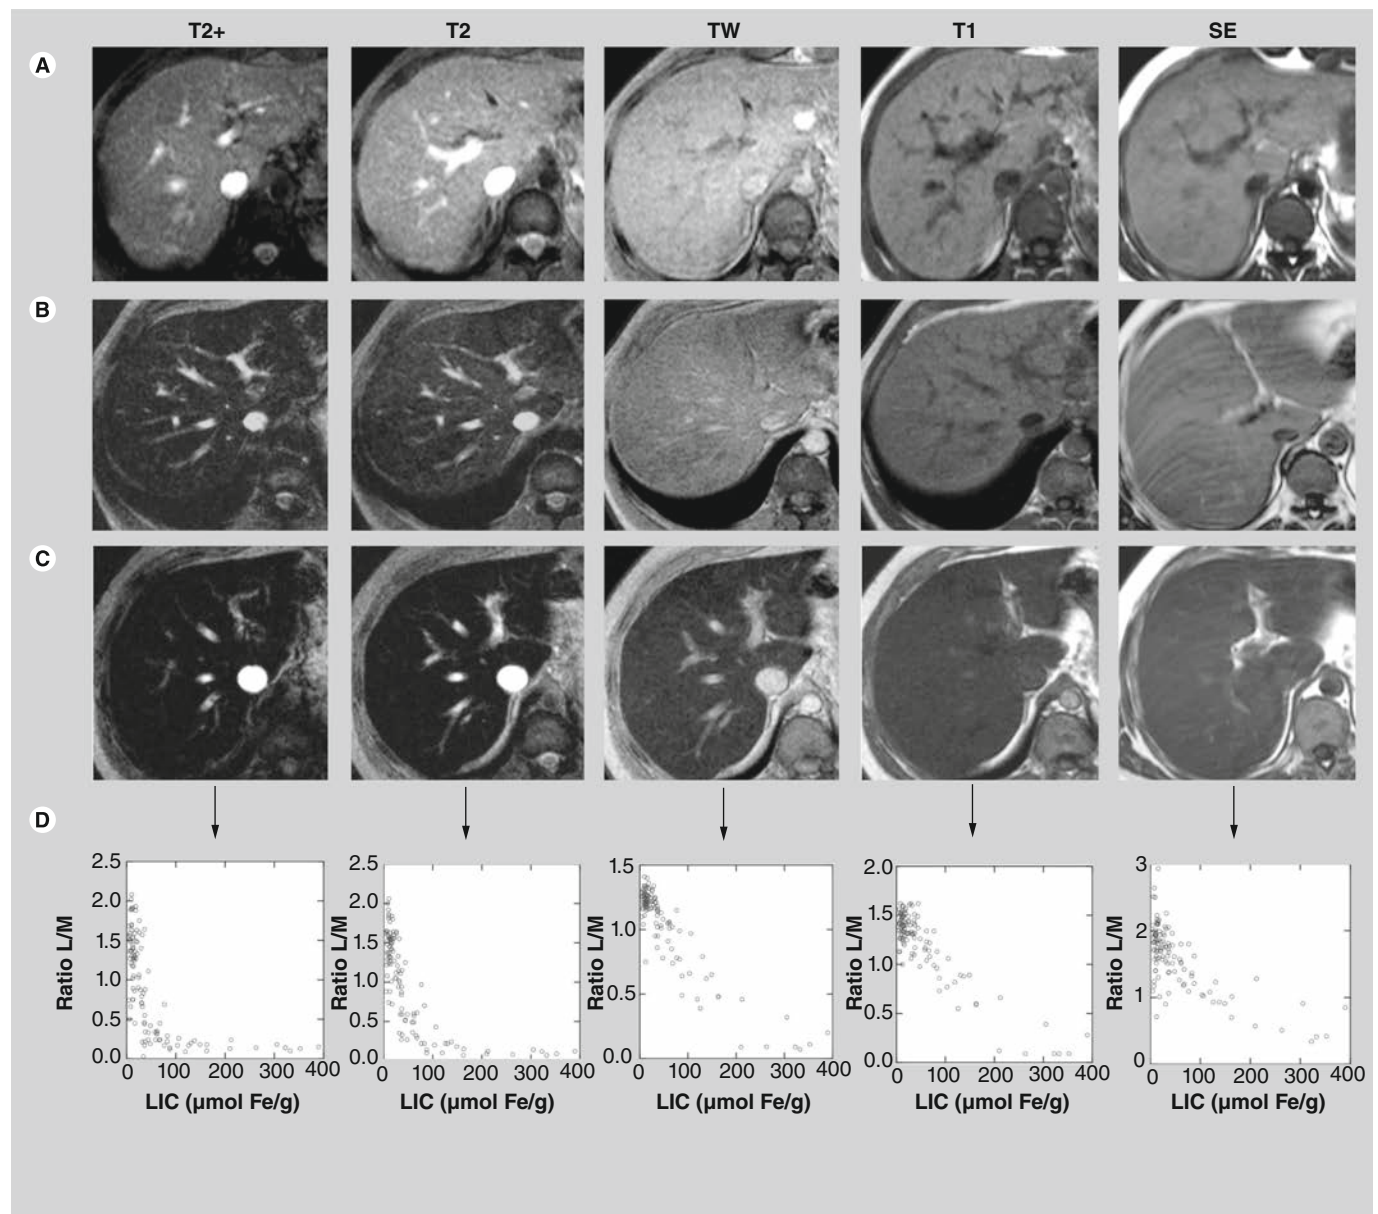 T2+ T2 TW T1 SE
A
B
C
D
2.5 2.5 1.5 2.0 3
2.0 2.0 1.5 2
1.5 1.5 1.0 1.0 1
1.0 1.0 0.5 0.5 0
0.5 0.5 0.0 0.0
0.0 0.0
Ratio L/M Ratio L/M Ratio L/M Ratio L/M Ratio L/M
0 100 200 300 400 0 100 200 300 400 0 100 200 300 400 0 100 200 300 400 0 100 200 300 400
LIC (µmol Fe/g) LIC (µmol Fe/g) LIC (µmol Fe/g) LIC (µmol Fe/g) LIC (µmol Fe/g)